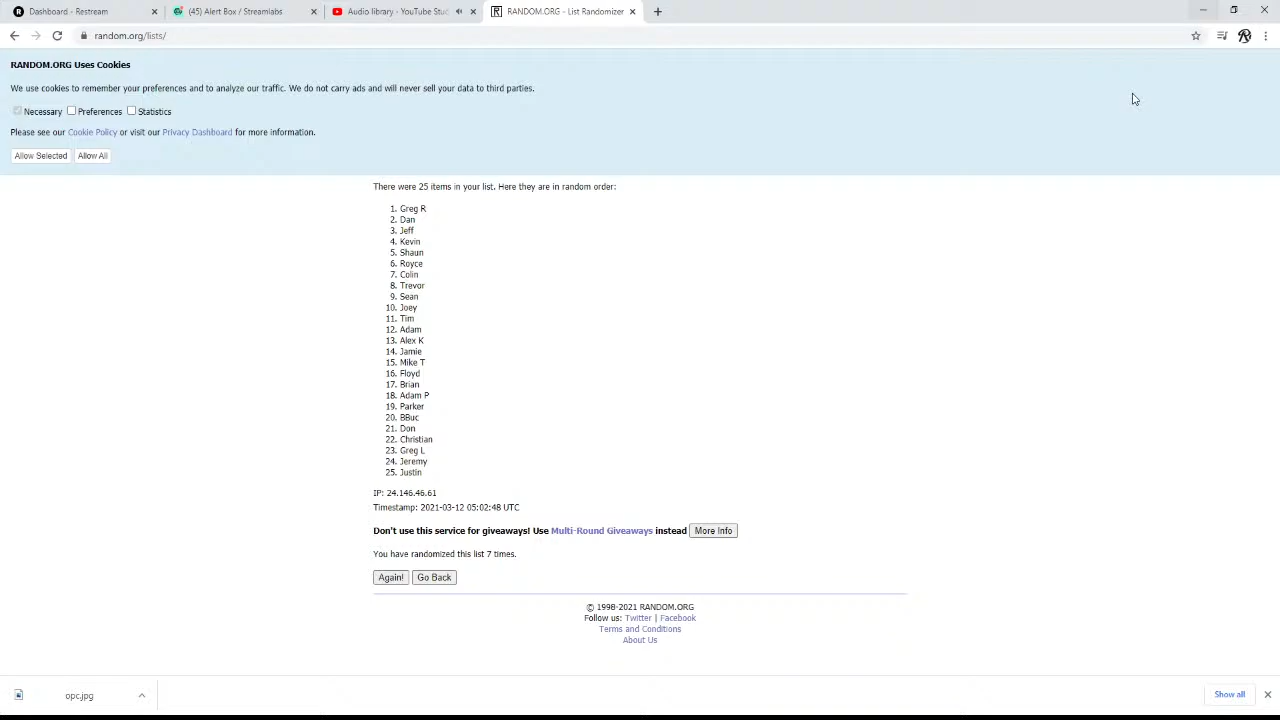 Dashboard - Restream
(45) Alert Box / Streamlabs
Audio library - YouTube Stu
RANDOM.ORG - List Randomizer
random.org/lists/
RANDOM.ORG Uses Cookies
We use cookies to remember your preferences and to analyze our traffic. We do not carry ads and will never sell your data to third parties.
Necessary Preferences Statistics
Please see our Cookie Policy or visit our Privacy Dashboard for more information.
Allow Selected Allow All
There were 25 items in your list. Here they are in random order:
1. Greg R
2. Dan
3. Jeff
4. Kevin
5. Shaun
6. Royce
7. Colin
8. Trevor
9. Sean
10. Joey
11. Tim
12. Adam
13. Alex K
14. Jamie
15. Mike T
16. Floyd
17. Brian
18. Adam P
19. Parker
20. BBuc
21. Don
22. Christian
23. Greg L
24. Jeremy
25. Justin
IP: 24.146.46.61
Timestamp: 2021-03-12 05:02:48 UTC
Don't use this service for giveaways! Use Multi-Round Giveaways instead More Info
You have randomized this list 7 times.
Again! Go Back
© 1998-2021 RANDOM.ORG
Follow us: Twitter | Facebook
Terms and Conditions
About Us
opc.jpg
Show all